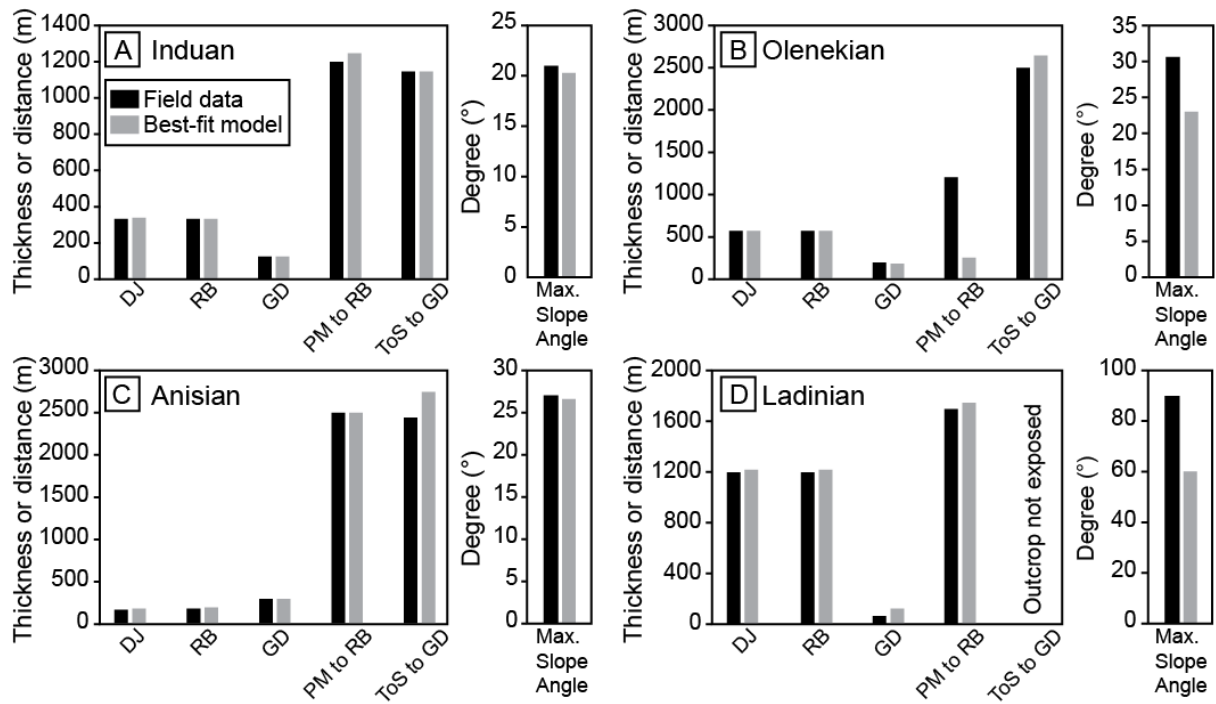 A Induan
Field data
Best-fit model
Thickness or distance (m)
1400
1200
1000
800
600
400
200
0
DJ
RB
GD
PM to RB
ToS to GD
Degree (°)
25
20
15
10
5
0
Max.
Slope
Angle
B Olenekian
Thickness or distance (m)
3000
2500
2000
1500
1000
500
0
DJ
RB
GD
PM to RB
ToS to GD
Degree (°)
35
30
25
20
15
10
5
0
Max.
Slope
Angle
C Anisian
Thickness or distance (m)
3000
2500
2000
1500
1000
500
0
DJ
RB
GD
PM to RB
ToS to GD
Degree (°)
30
25
20
15
10
5
0
Max.
Slope
Angle
D Ladinian
Thickness or distance (m)
2000
1600
1200
800
400
0
Outcrop not exposed
DJ
RB
GD
PM to RB
ToS to GD
Degree (°)
100
80
60
40
20
0
Max.
Slope
Angle